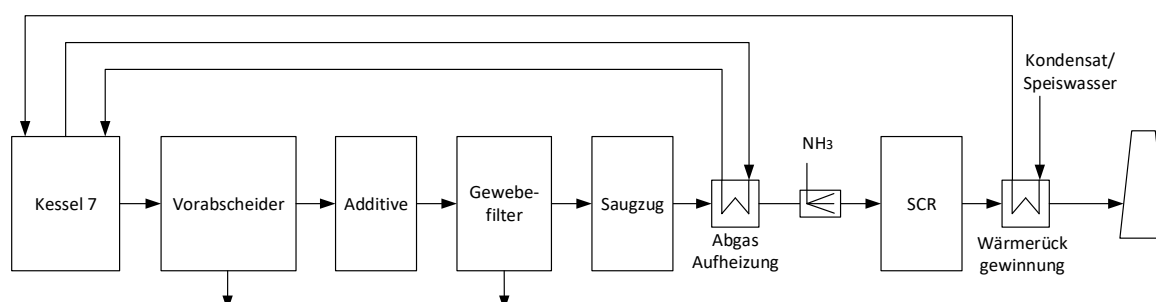 Kondensat/
Speiswasser
NH3
Kessel 7
Vorabscheider
Additive
Gewebe-
filter
Saugzug
SCR
Abgas
Aufheizung
Wärmerück
gewinnung